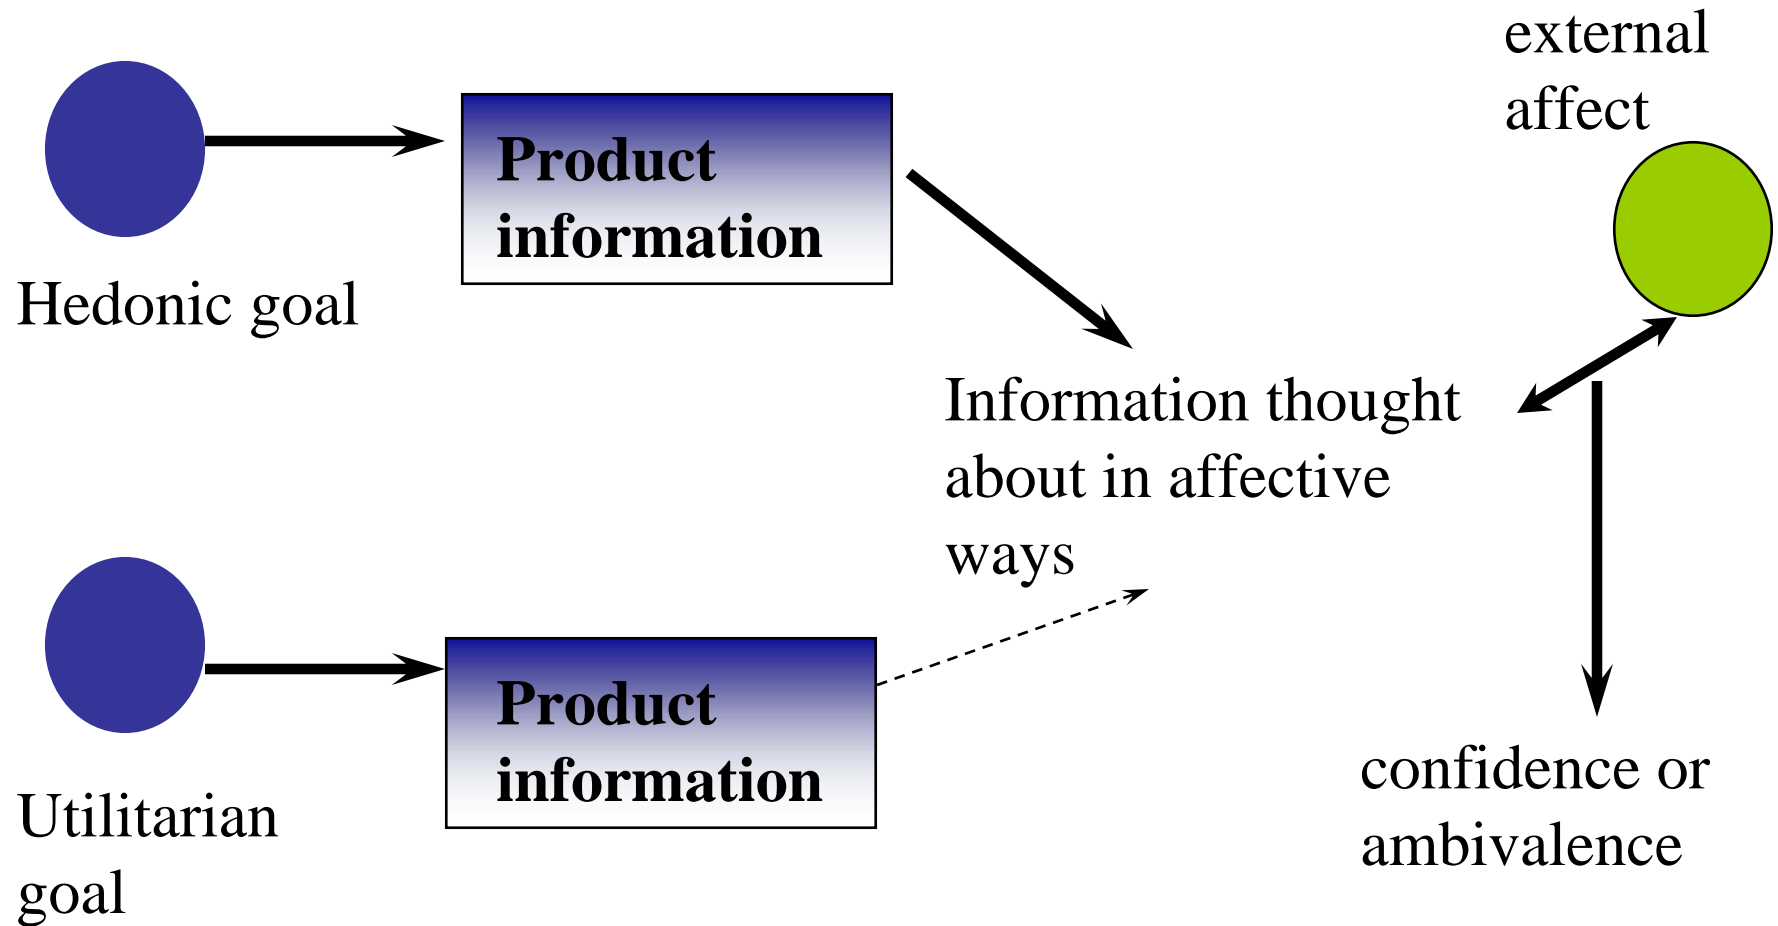 external
affect
Product
information
Hedonic goal
Information thought
about in affective
ways
Product
information
Utilitarian
goal
confidence or
ambivalence